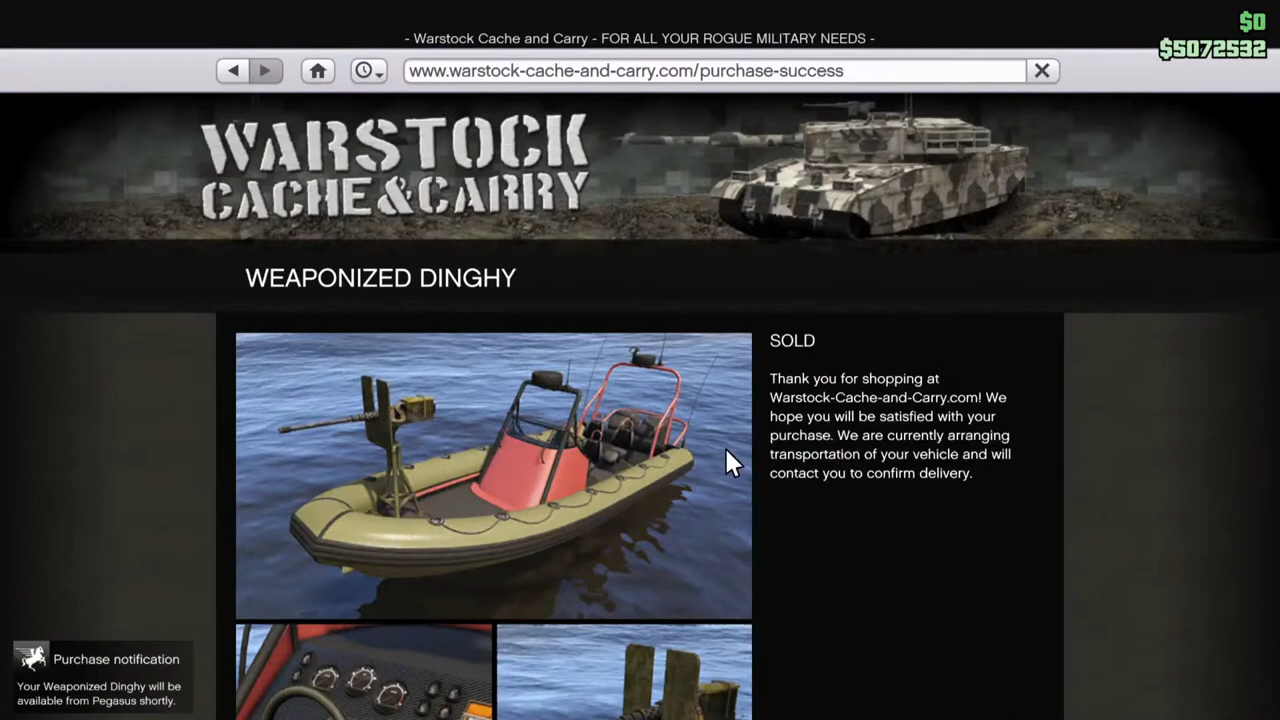 - Warstock Cache and Carry - FOR ALL YOUR ROGUE MILITARY NEEDS -
$0
$5072532
www.warstock-cache-and-carry.com/purchase-success
WARSTOCK
CACHE&CARRY
WEAPONIZED DINGHY
SOLD
Thank you for shopping at
Warstock-Cache-and-Carry.com! We
hope you will be satisfied with your
purchase. We are currently arranging
transportation of your vehicle and will
contact you to confirm delivery.
Purchase notification
Your Weaponized Dinghy will be
available from Pegasus shortly.